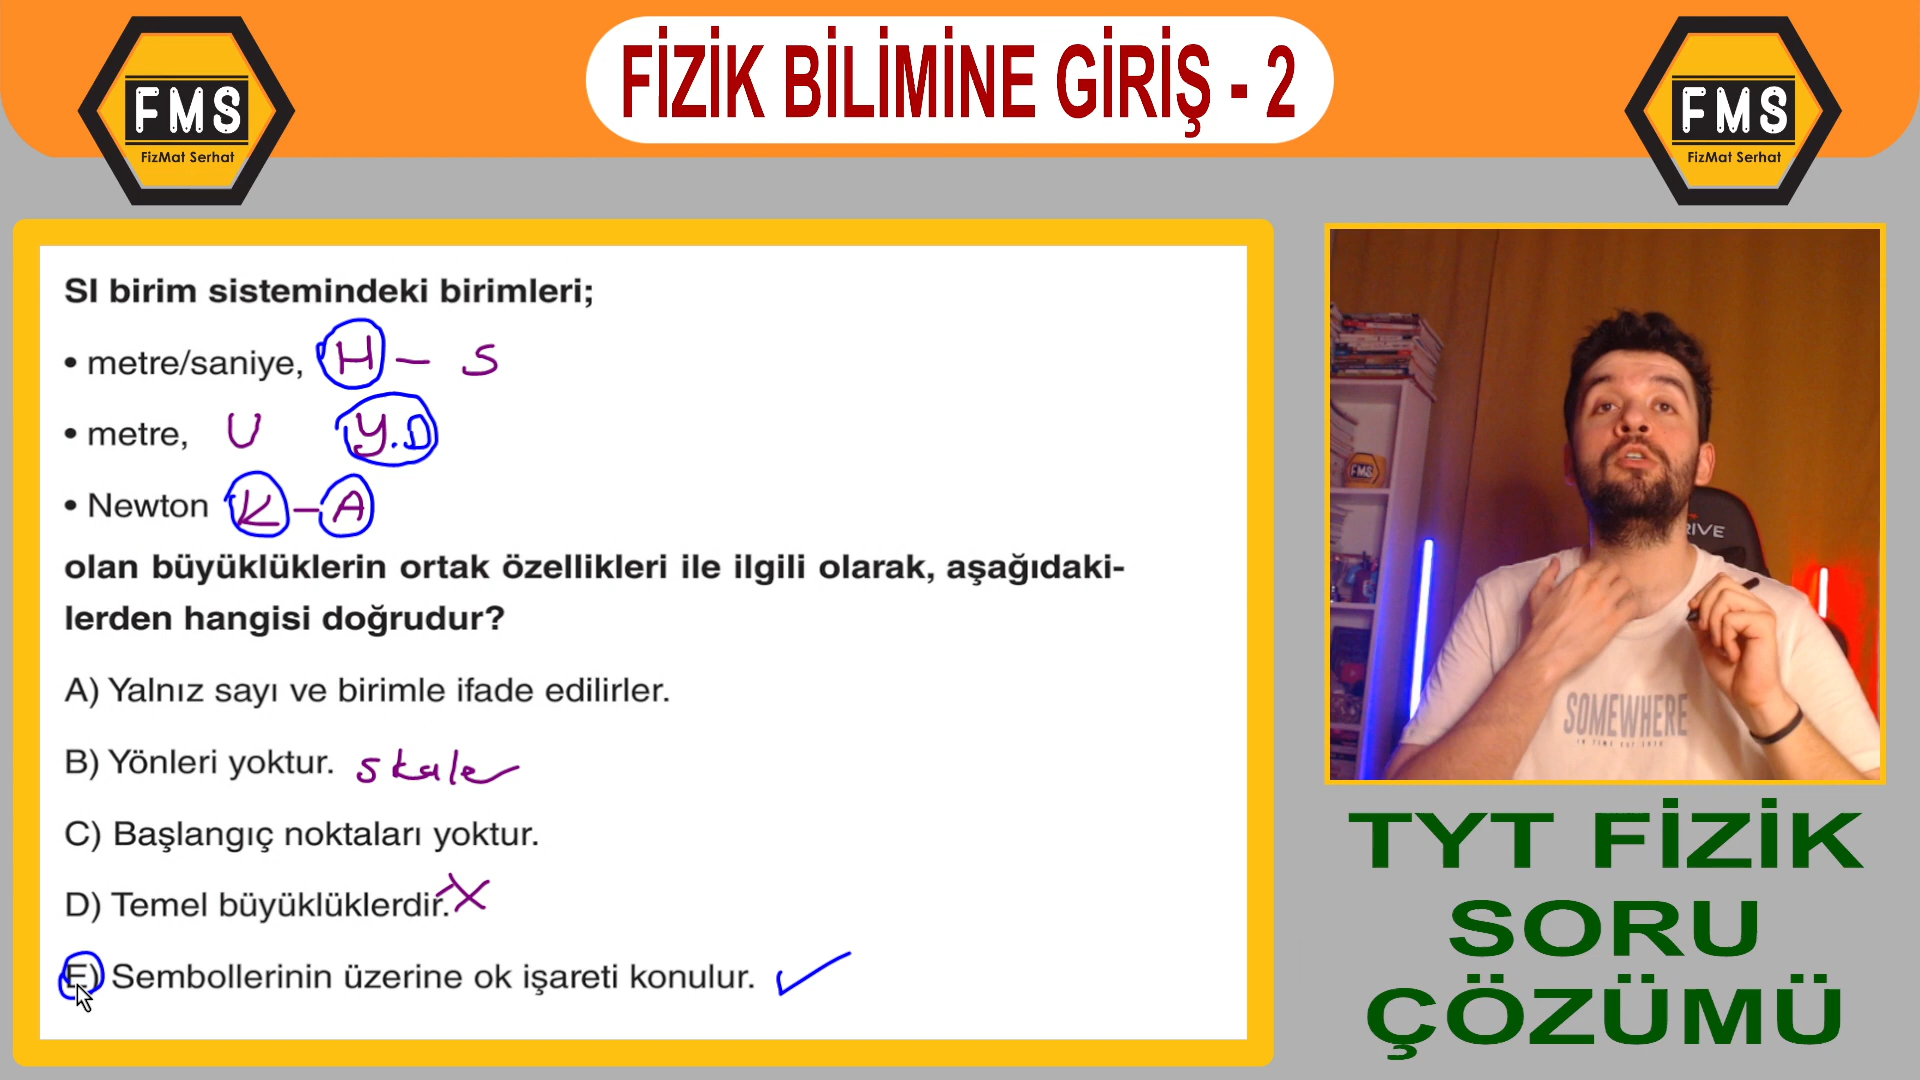 FİZİK BİLİMİNE GİRİŞ - 2
FMS
FizMat Serhat
FMS
FizMat Serhat
SI birim sistemindeki birimleri;
• metre/saniye, H – S
• metre, U Y.D
• Newton K – A
olan büyüklüklerin ortak özellikleri ile ilgili olarak, aşağıdaki-
lerden hangisi doğrudur?
A) Yalnız sayı ve birimle ifade edilirler.
B) Yönleri yoktur. skaler
C) Başlangıç noktaları yoktur.
D) Temel büyüklüklerdir.
E) Sembollerinin üzerine ok işareti konulur.
FMS
RIVE
SOMEWHERE
TYT FİZİK
SORU
ÇÖZÜMÜ